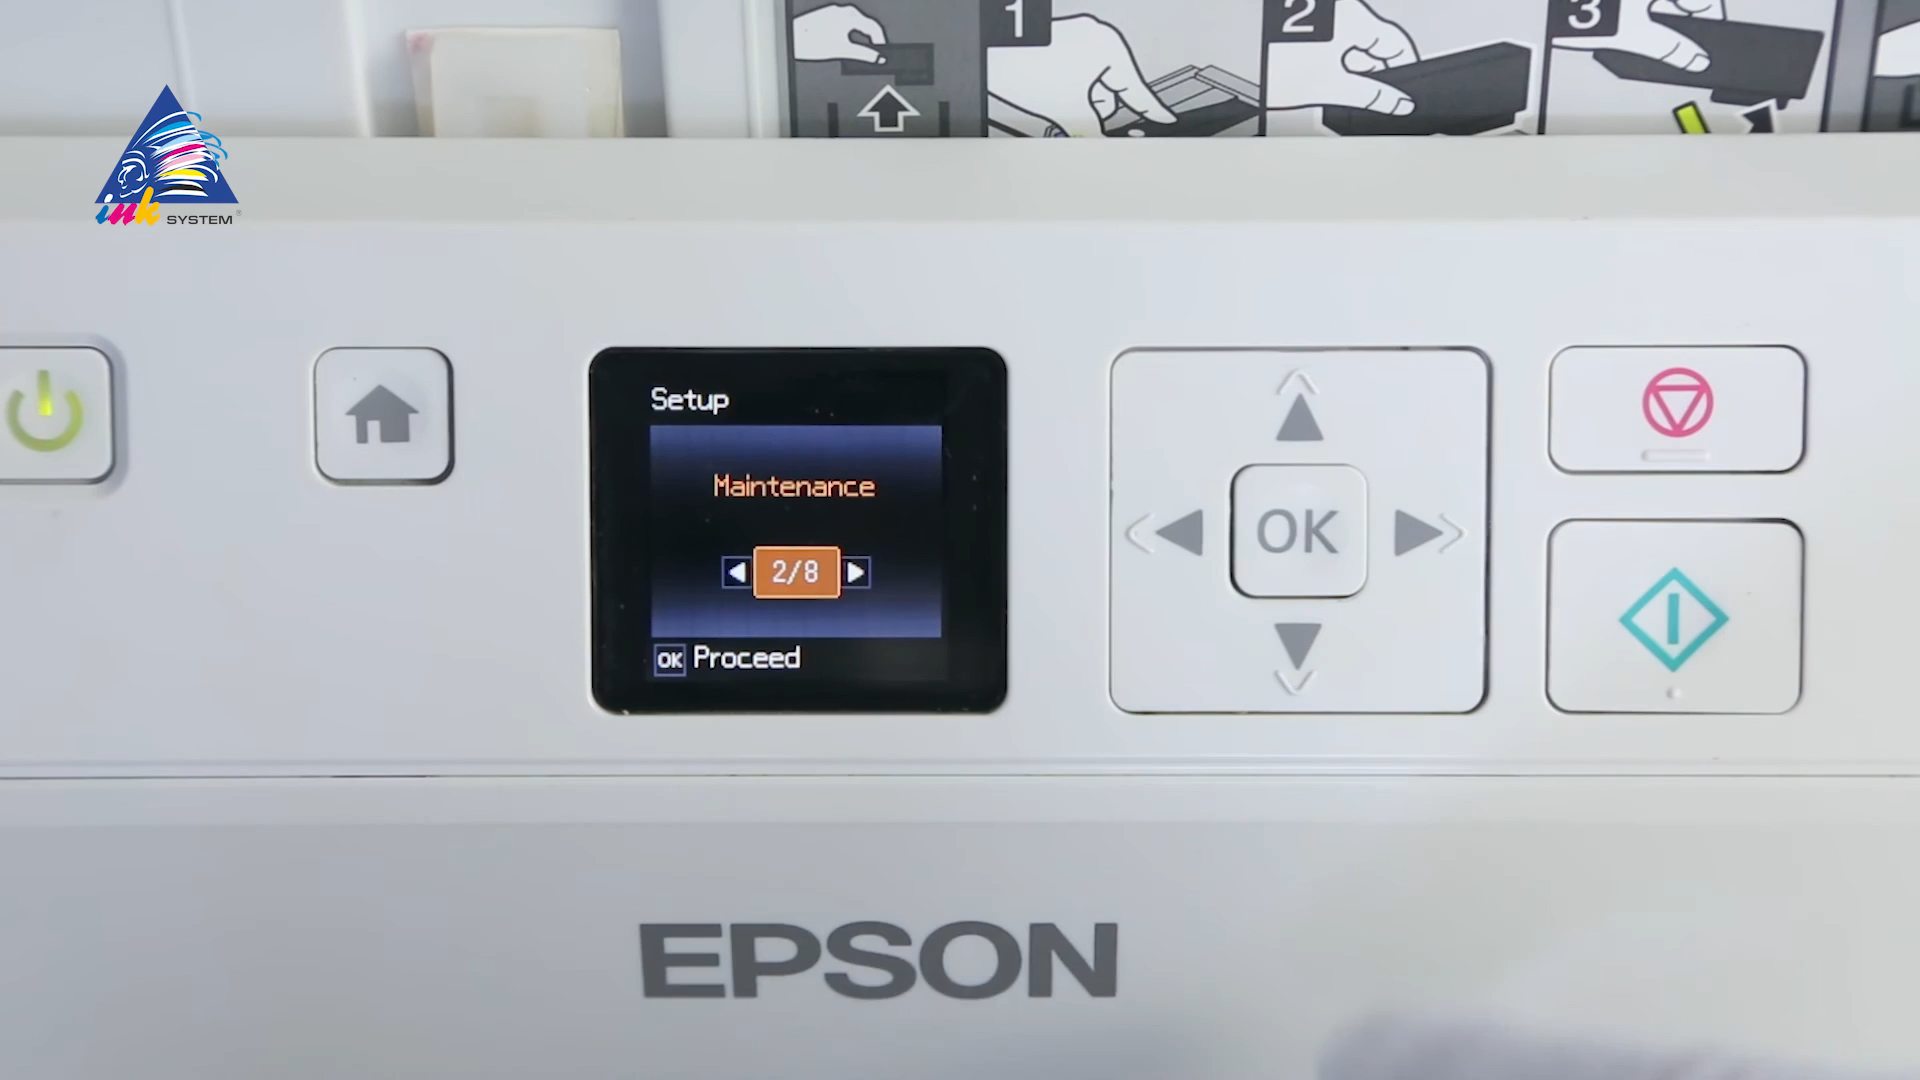 1
2
3
ink SYSTEM®
Setup
Maintenance
2/8
OK Proceed
OK
EPSON